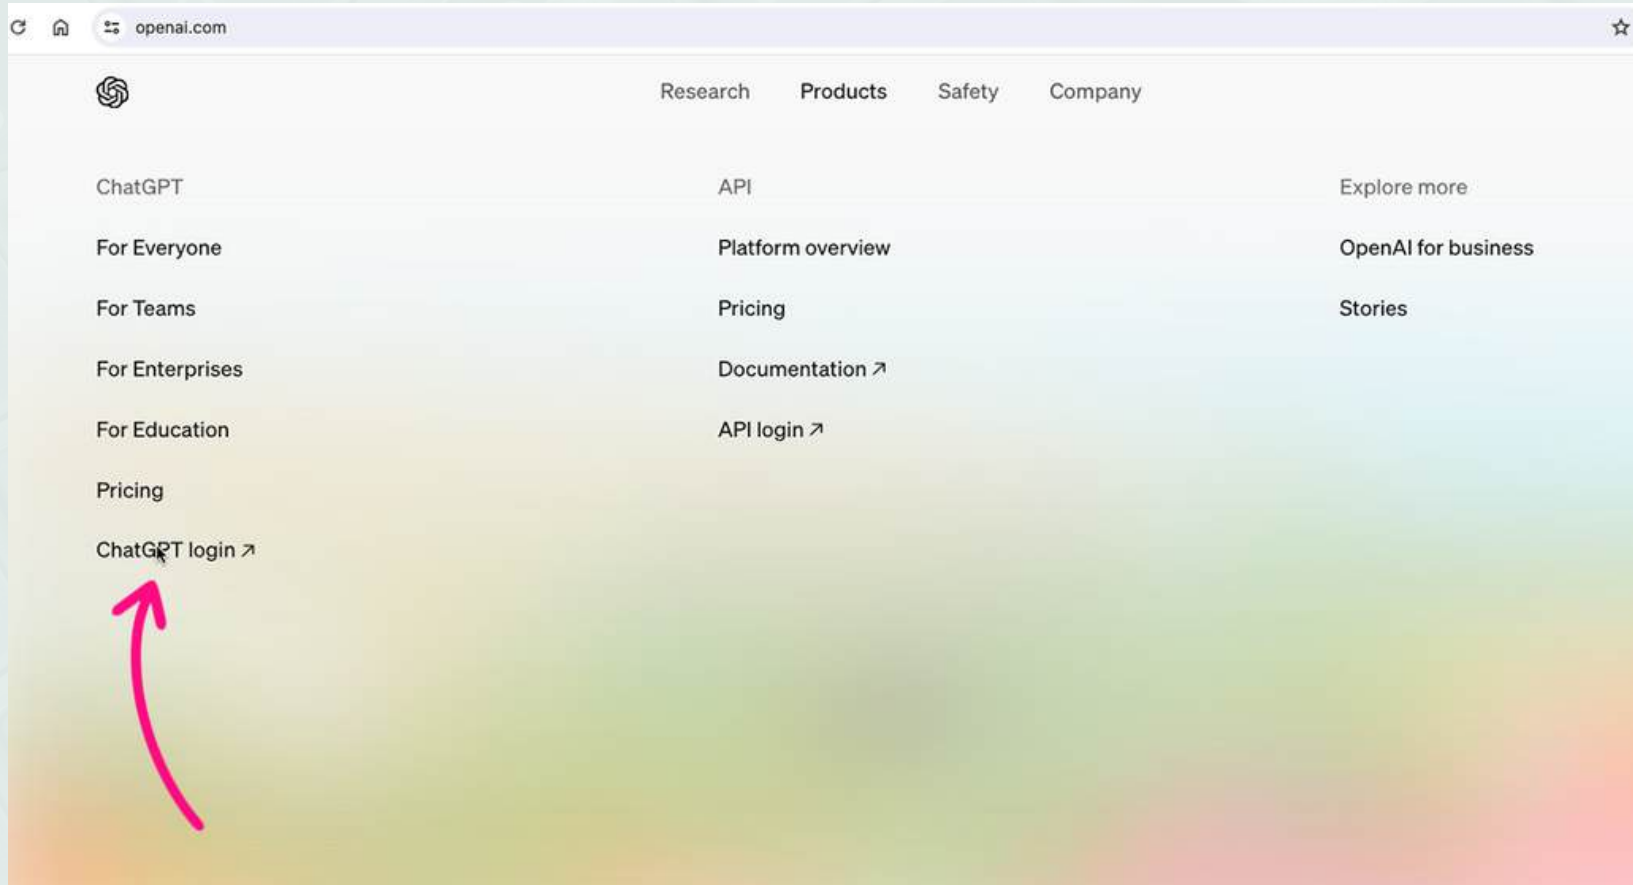 openai.com
Research Products Safety Company
ChatGPT
For Everyone
For Teams
For Enterprises
For Education
Pricing
ChatGPT login ↗
API
Platform overview
Pricing
Documentation ↗
API login ↗
Explore more
OpenAI for business
Stories